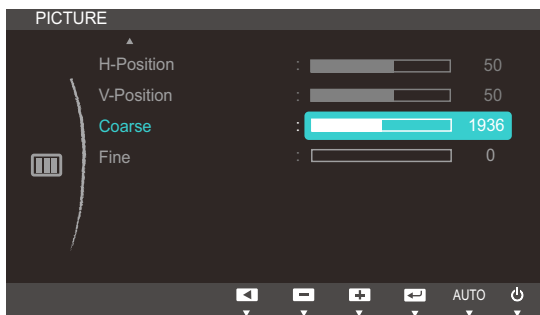 PICTURE
H-Position : 50
V-Position : 50
Coarse : 1936
Fine : 0
AUTO